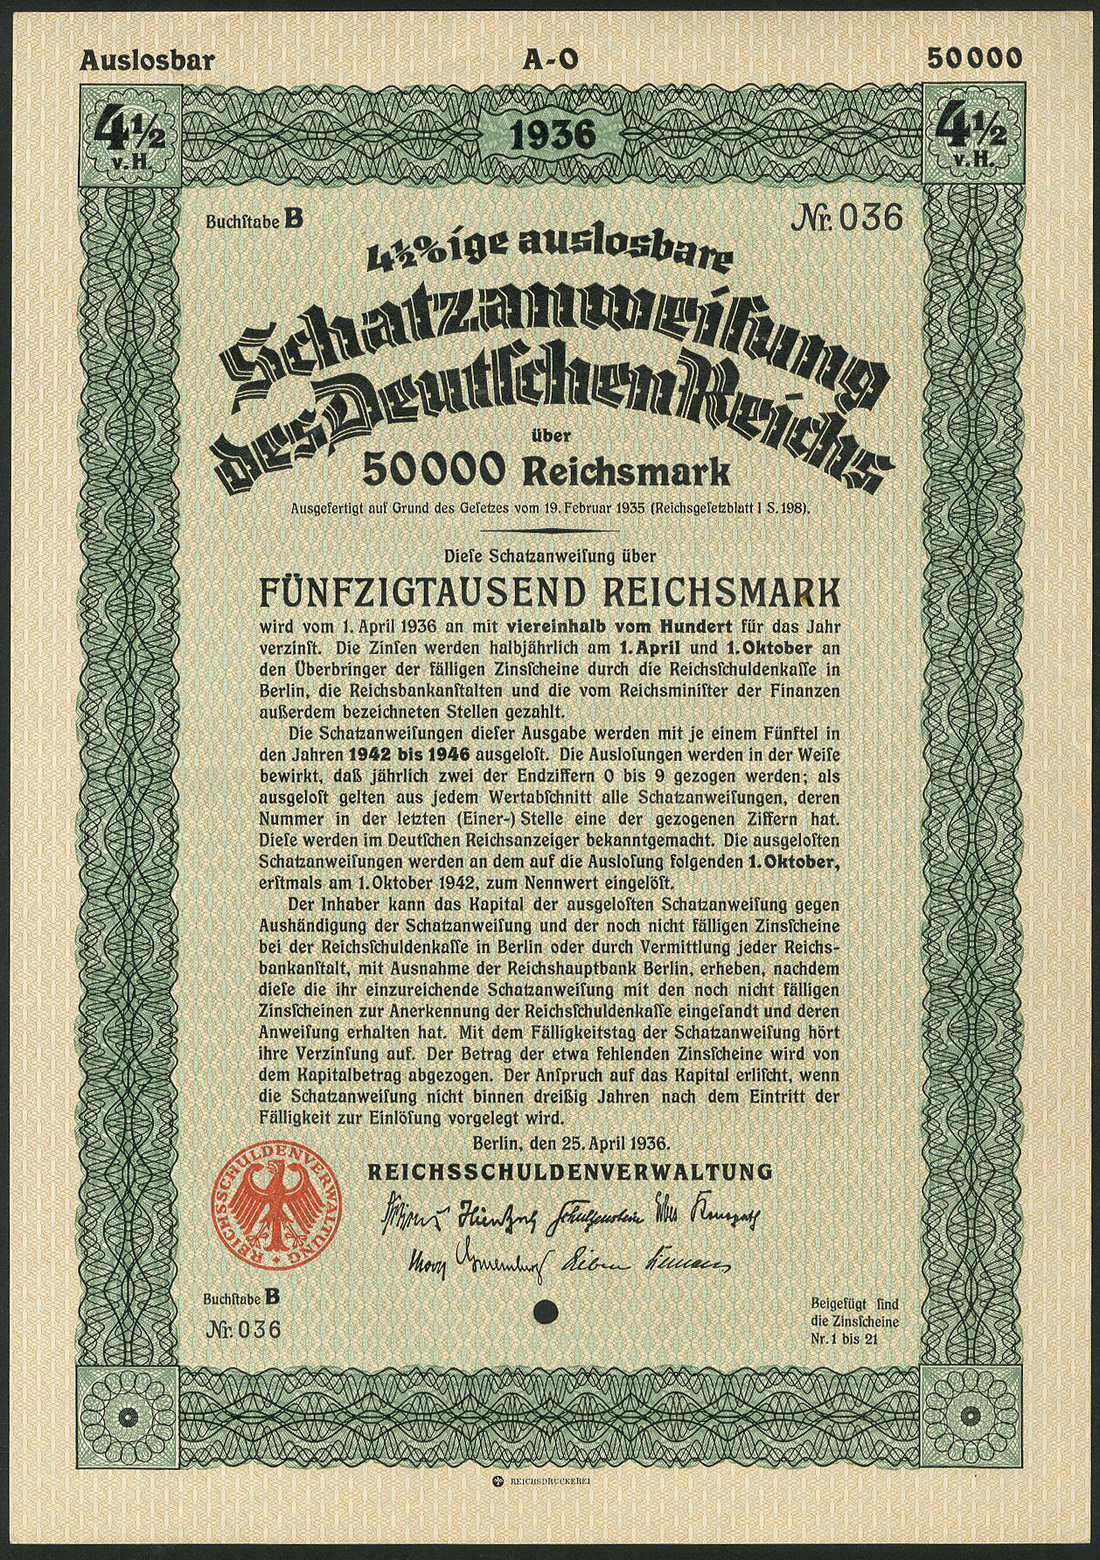 Auslosbar A-O 50000
4½ v. H. 1936 4½ v. H.
Buchſtabe B Nr. 036
4½%ige auslosbare
Schatzanweiſung
des Deutſchen Reichs
über
50000 Reichsmark
Ausgefertigt auf Grund des Geſetzes vom 19. Februar 1935 (Reichsgeſetzblatt I S. 198).
Dieſe Schatzanweiſung über
FÜNFZIGTAUSEND REICHSMARK
wird vom 1. April 1936 an mit viereinhalb vom Hundert für das Jahr
verzinſt. Die Zinſen werden halbjährlich am 1. April und 1. Oktober an
den Überbringer der fälligen Zinsſcheine durch die Reichsſchuldenkaſſe in
Berlin, die Reichsbankanſtalten und die vom Reichsminiſter der Finanzen
außerdem bezeichneten Stellen gezahlt.
Die Schatzanweiſungen dieſer Ausgabe werden mit je einem Fünftel in
den Jahren 1942 bis 1946 ausgeloſt. Die Ausloſungen werden in der Weiſe
bewirkt, daß jährlich zwei der Endziffern 0 bis 9 gezogen werden; als
ausgeloſt gelten aus jedem Wertabſchnitt alle Schatzanweiſungen, deren
Nummer in der letzten (Einer-) Stelle eine der gezogenen Ziffern hat.
Dieſe werden im Deutſchen Reichsanzeiger bekanntgemacht. Die ausgeloſten
Schatzanweiſungen werden an dem auf die Ausloſung folgenden 1. Oktober,
erſtmals am 1. Oktober 1942, zum Nennwert eingelöſt.
Der Inhaber kann das Kapital der ausgeloſten Schatzanweiſung gegen
Aushändigung der Schatzanweiſung und der noch nicht fälligen Zinsſcheine
bei der Reichsſchuldenkaſſe in Berlin oder durch Vermittlung jeder Reichs-
bankanſtalt, mit Ausnahme der Reichshauptbank Berlin, erheben, nachdem
dieſe die ihr einzureichende Schatzanweiſung mit den noch nicht fälligen
Zinsſcheinen zur Anerkennung der Reichsſchuldenkaſſe eingeſandt und deren
Anweiſung erhalten hat. Mit dem Fälligkeitstag der Schatzanweiſung hört
ihre Verzinſung auf. Der Betrag der etwa fehlenden Zinsſcheine wird von
dem Kapitalbetrag abgezogen. Der Anſpruch auf das Kapital erliſcht, wenn
die Schatzanweiſung nicht binnen dreißig Jahren nach dem Eintritt der
Fälligkeit zur Einlöſung vorgelegt wird.
Berlin, den 25. April 1936.
REICHSSCHULDENVERWALTUNG
REICHSSCHULDENVERWALTUNG
Buchſtabe B
Nr. 036
Beigefügt ſind
die Zinsſcheine
Nr. 1 bis 21
REICHSDRUCKEREI